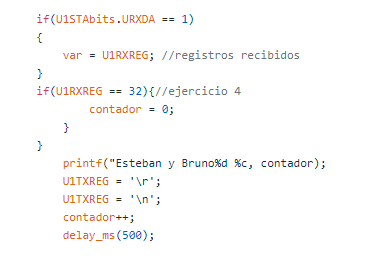 if(U1STAbits.URXDA == 1)
{
var = U1RXREG; //registros recibidos
}
if(U1RXREG == 32){//ejercicio 4
contador = 0;
}
}
printf("Esteban y Bruno%d %c, contador);
U1TXREG = '\r';
U1TXREG = '\n';
contador++;
delay_ms(500);